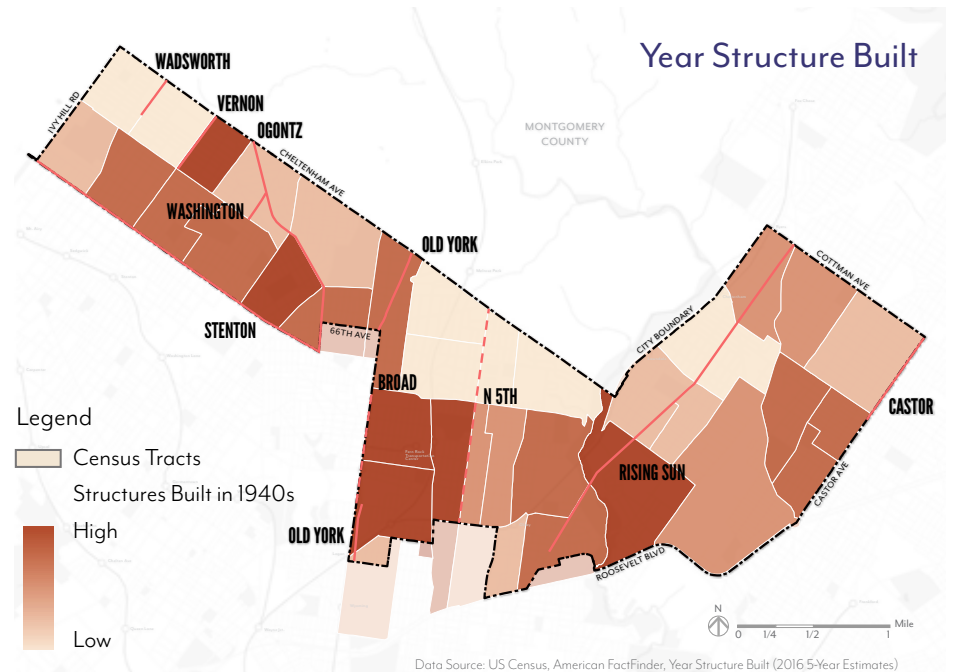 Year Structure Built
WADSWORTH
VERNON
OGONTZ
IVY HILL RD
CHELTENHAM AVE
MONTGOMERY
COUNTY
WASHINGTON
OLD YORK
COTTMAN AVE
STENTON
66TH AVE
CITY BOUNDARY
BROAD
N 5TH
CASTOR
RISING SUN
CASTOR AVE
OLD YORK
ROOSEVELT BLVD
Legend
Census Tracts
Structures Built in 1940s
High
Low
N
0 1/4 1/2 1 Mile
Data Source: US Census, American FactFinder, Year Structure Built (2016 5-Year Estimates)